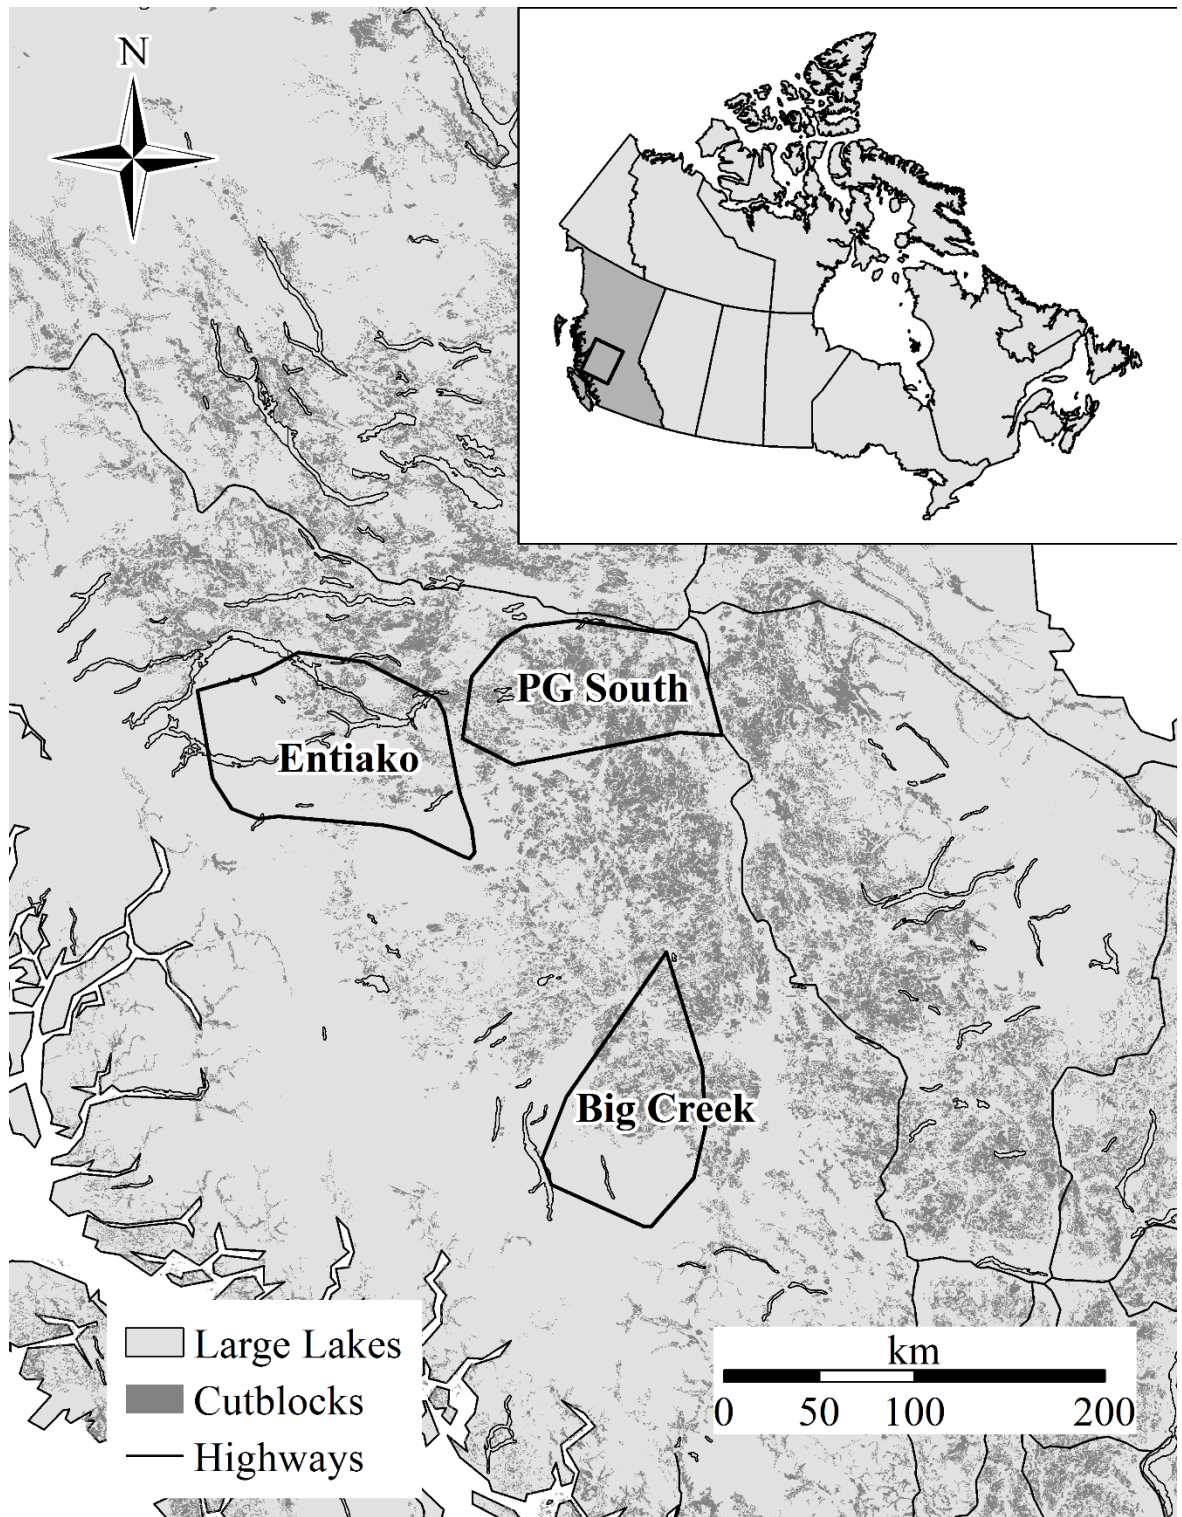 N
PG South
Entiako
Big Creek
Large Lakes
Cutblocks
Highways
km
0 50 100 200